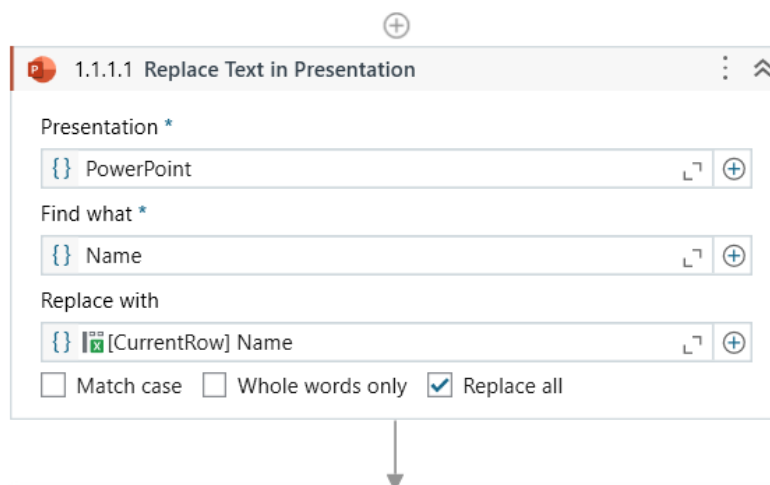 1.1.1.1 Replace Text in Presentation
Presentation *
{} PowerPoint
Find what *
{} Name
Replace with
{} [CurrentRow] Name
Match case Whole words only Replace all